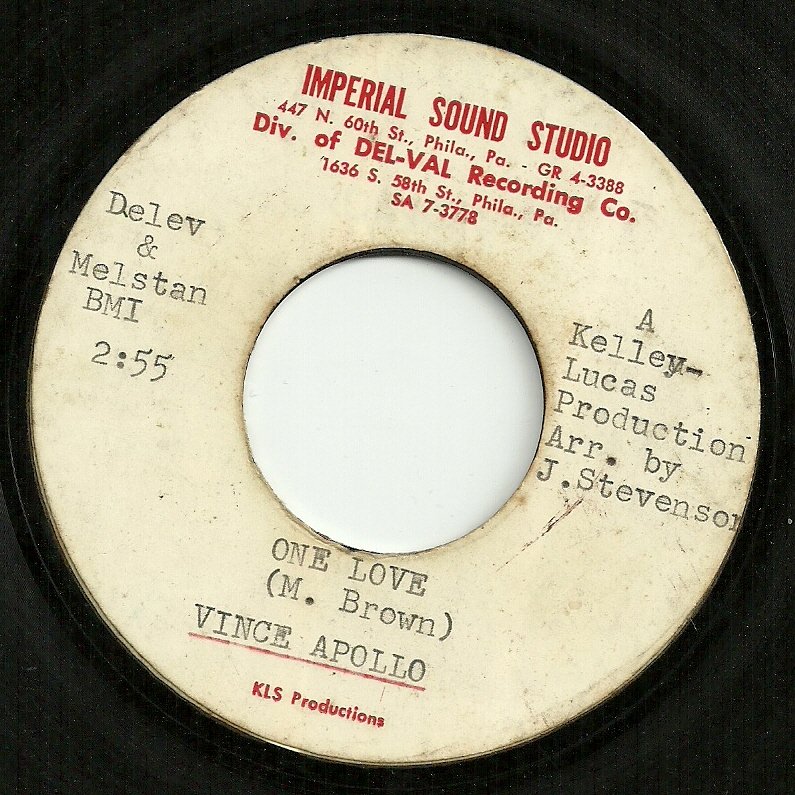 IMPERIAL SOUND STUDIO
447 N. 60th St., Phila., Pa. - GR 4-3388
Div. of DEL-VAL Recording Co.
1636 S. 58th St., Phila., Pa.
SA 7-3778
Delev
&
Melstan
BMI
2:55
A
Kelley-
Lucas
Production
Arr. by
J.Stevenson
ONE LOVE
(M. Brown)
VINCE APOLLO
KLS Productions